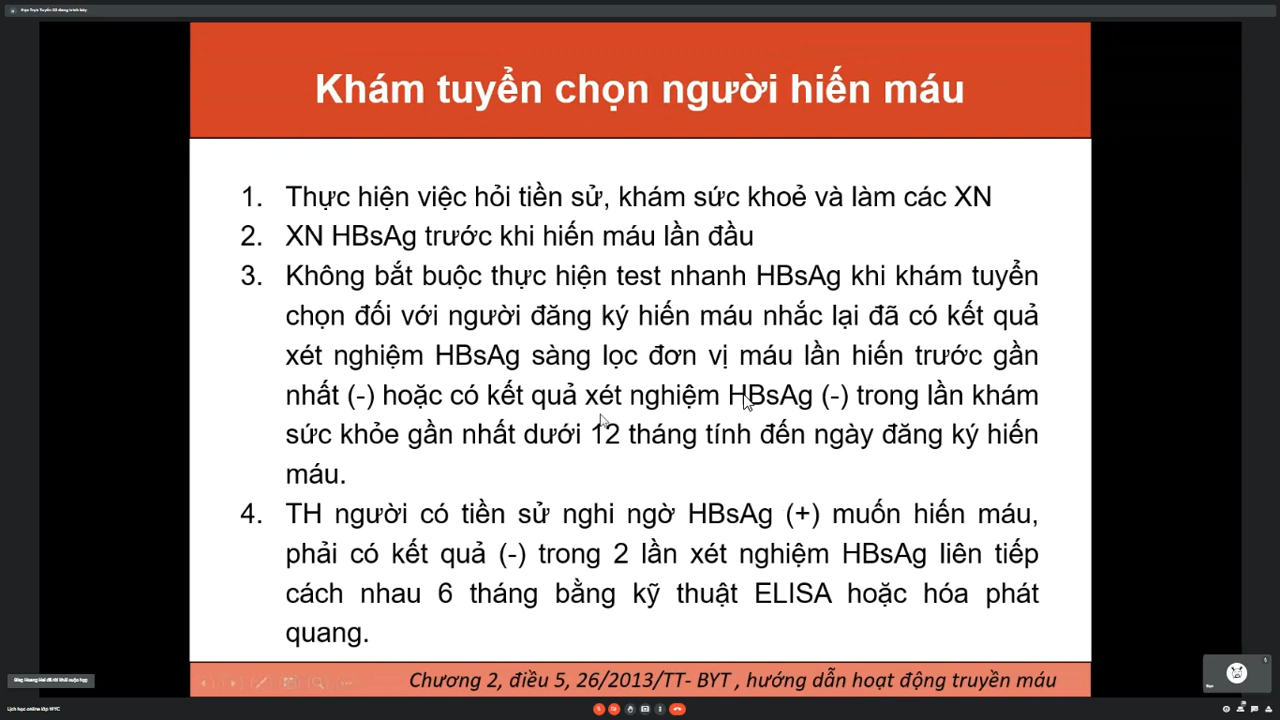 Khám tuyển chọn người hiến máu
1. Thực hiện việc hỏi tiền sử, khám sức khoẻ và làm các XN
2. XN HBsAg trước khi hiến máu lần đầu
3. Không bắt buộc thực hiện test nhanh HBsAg khi khám tuyển
chọn đối với người đăng ký hiến máu nhắc lại đã có kết quả
xét nghiệm HBsAg sàng lọc đơn vị máu lần hiến trước gần
nhất (-) hoặc có kết quả xét nghiệm HBsAg (-) trong lần khám
sức khỏe gần nhất dưới 12 tháng tính đến ngày đăng ký hiến
máu.
4. TH người có tiền sử nghi ngờ HBsAg (+) muốn hiến máu,
phải có kết quả (-) trong 2 lần xét nghiệm HBsAg liên tiếp
cách nhau 6 tháng bằng kỹ thuật ELISA hoặc hóa phát
quang.
Chương 2, điều 5, 26/2013/TT- BYT , hướng dẫn hoạt động truyền máu
Bạn
Lịch học online lớp